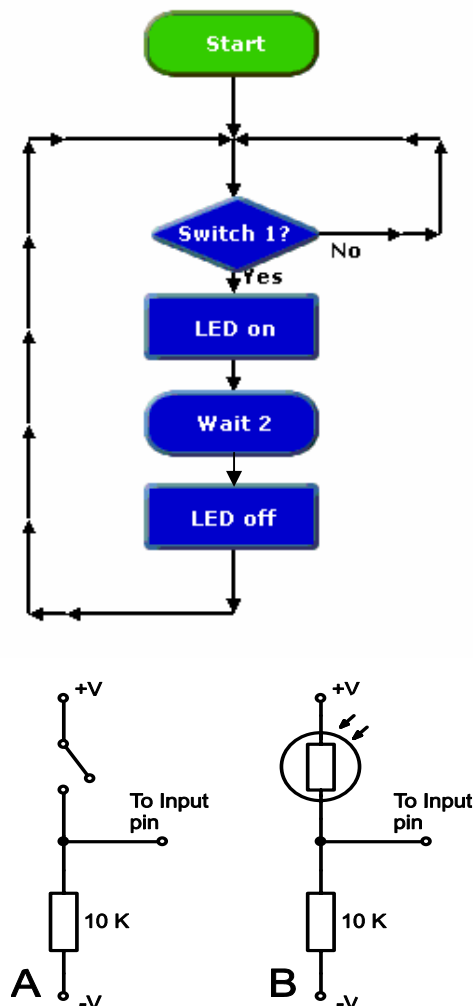 Start
Switch 1?
No
Yes
LED on
Wait 2
LED off
+V
+V
To Input
pin
To Input
pin
10 K
10 K
A
-V
B
-V